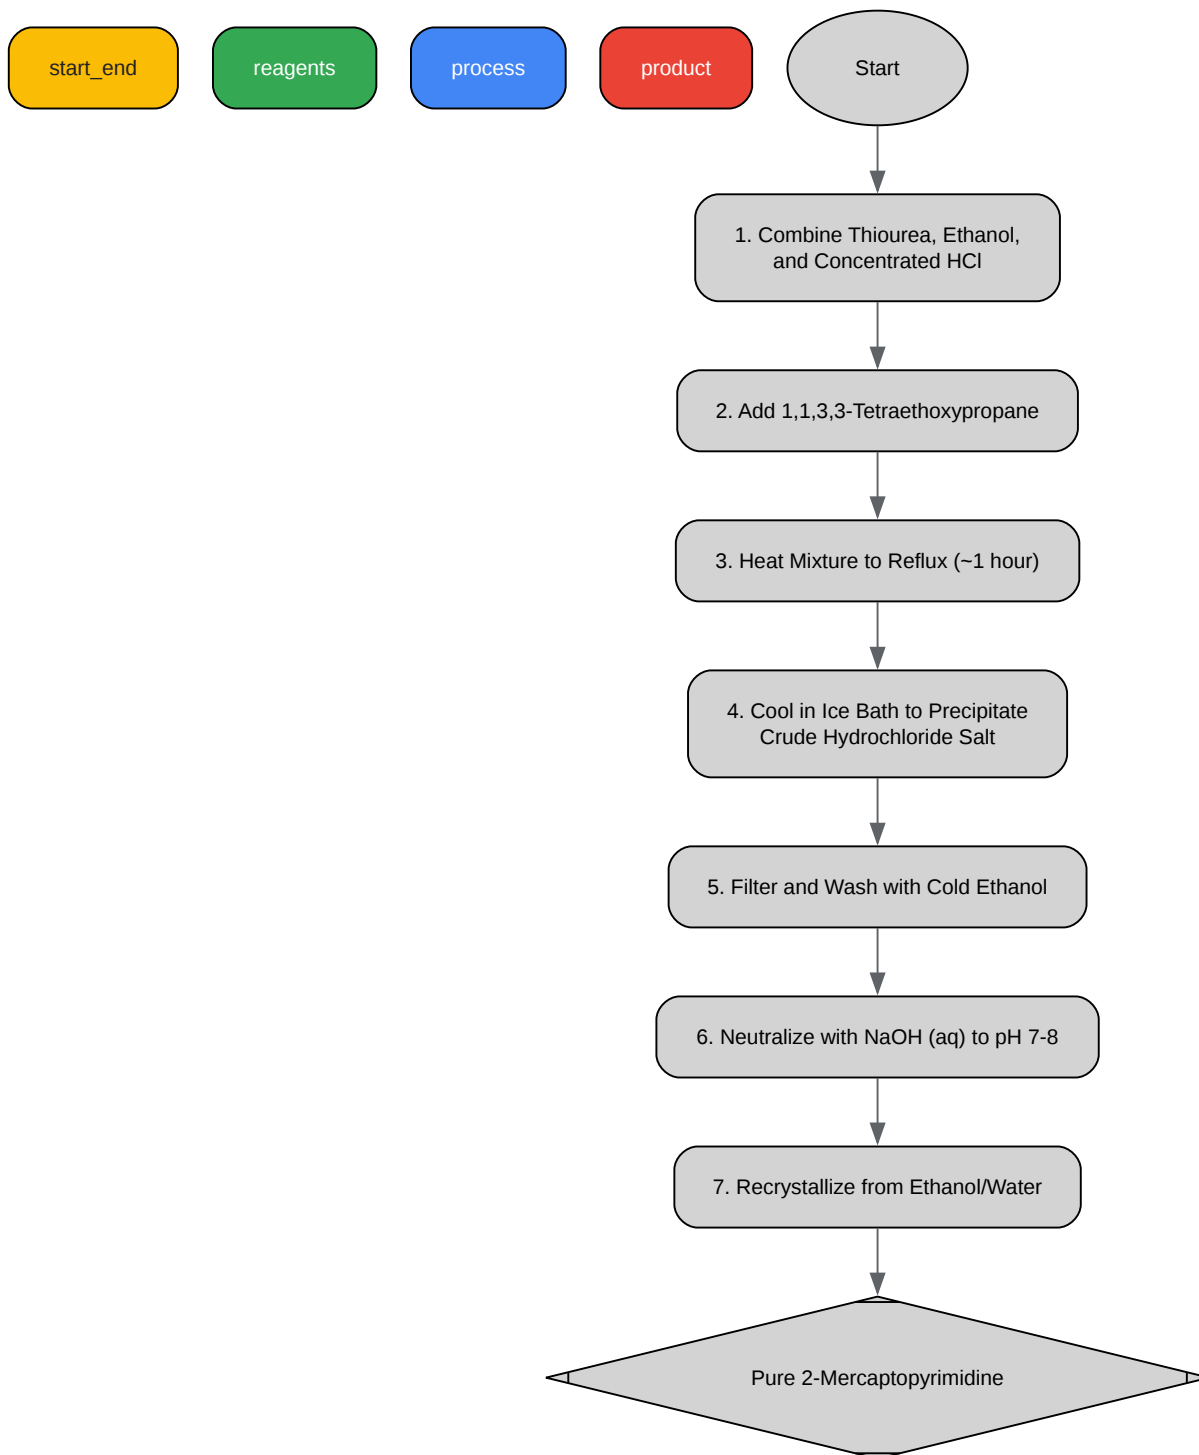 start_end
reagents
process
product
Start
1. Combine Thiourea, Ethanol,
and Concentrated HCl
2. Add 1,1,3,3-Tetraethoxypropane
3. Heat Mixture to Reflux (~1 hour)
4. Cool in Ice Bath to Precipitate
Crude Hydrochloride Salt
5. Filter and Wash with Cold Ethanol
6. Neutralize with NaOH (aq) to pH 7-8
7. Recrystallize from Ethanol/Water
Pure 2-Mercaptopyrimidine